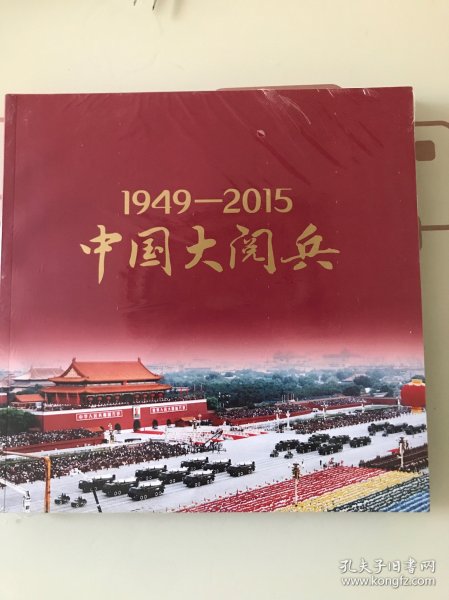 1949—2015
中国大阅兵
中华人民共和国万岁
世界人民大团结万岁
孔夫子旧书网
www.kongfz.com